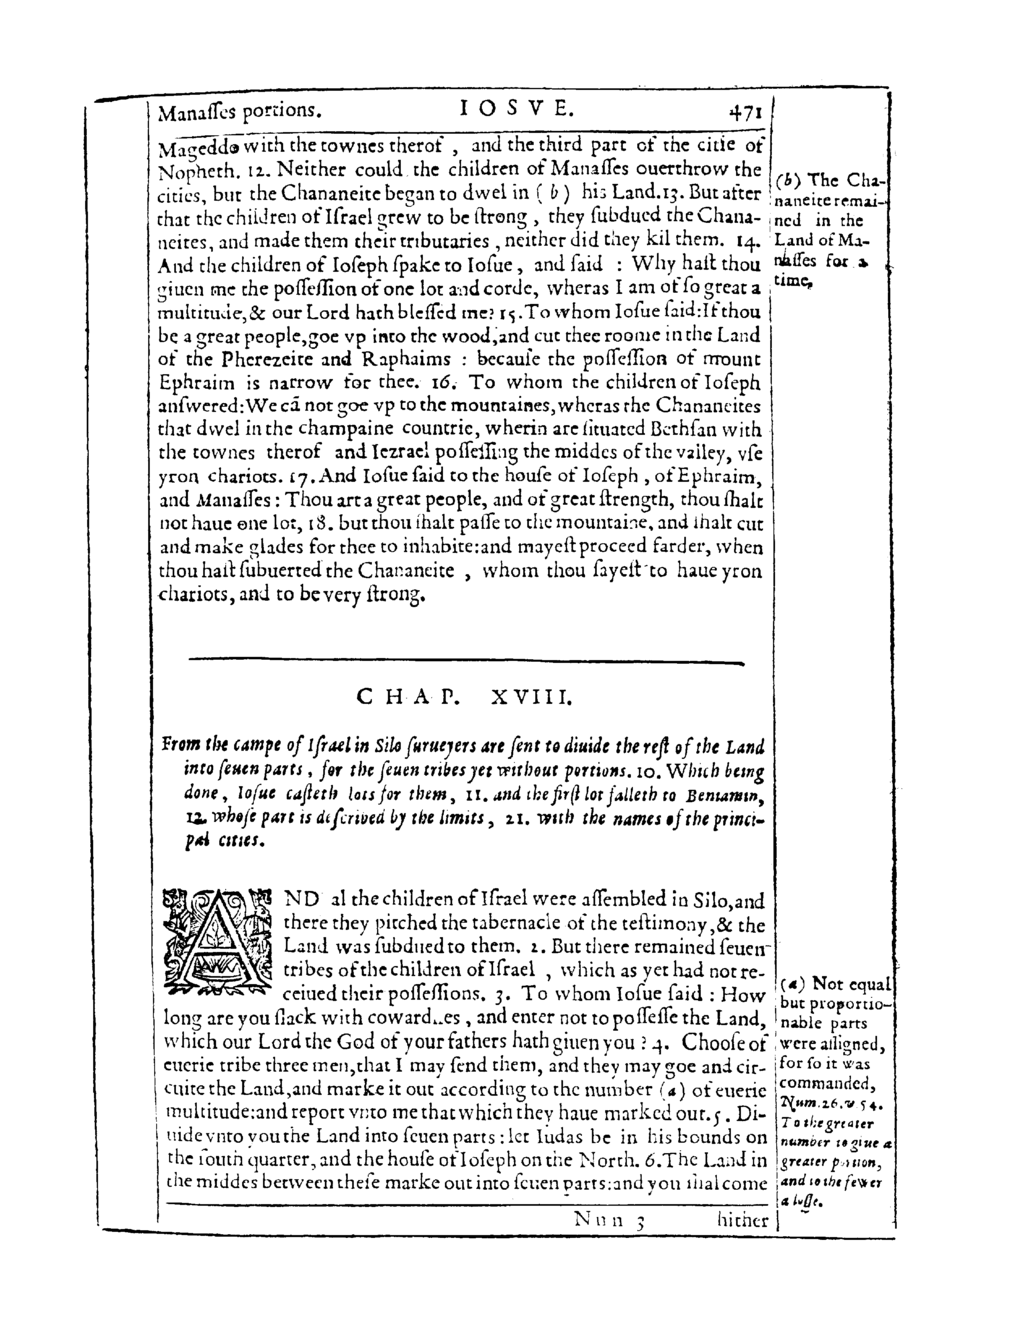 Manaſſes portions. IOSVE. 471
Mageddo with the townes therof , and the third part of the citie of
Nopheth. 12. Neither could the children of Manaſſes ouerthrow the
cities, but the Chananeite began to dwel in ( b ) his Land.13. But after
that the children of Iſrael grew to be ſtrong , they ſubdued the Chana-
neites, and made them their tributaries , neither did they kil them. 14.
And the children of Ioſeph ſpake to Ioſue , and ſaid : Why haſt thou
giuen me the poſſeſſion of one lot and corde, wheras I am of ſo great a
multitude,& our Lord hath bleſſed me? 15.To whom Ioſue ſaid:If thou
be a great people,goe vp into the wood,and cut thee roome in the Land
of the Pherezeite and Raphaims : becauſe the poſſeſſion of mount
Ephraim is narrow for thee. 16. To whom the children of Ioſeph
anſwered:We cā not goe vp to the mountaines,wheras the Chananeites
that dwel in the champaine countrie, wherin are ſituated Bethſan with
the townes therof and Iezrael poſſeſſing the middes of the valley, vſe
yron chariots. 17.And Ioſue ſaid to the houſe of Ioſeph , of Ephraim,
and Manaſſes : Thou art a great people, and of great ſtrength, thou ſhalt
not haue one lot, 18. but thou ſhalt paſſe to the mountaine, and ſhalt cut
and make glades for thee to inhabite:and mayeſt proceed farder, when
thou haſt ſubuerted the Chananeite , whom thou ſayeſt to haue yron
chariots, and to be very ſtrong.
(b) The Cha-
naneite remai-
ned in the
Land of Ma-
naſſes for a
time,
CHAP. XVIII.
From the campe of Iſrael in Silo ſurueyers are ſent to diuide the reſt of the Land
into ſeuen parts , for the ſeuen tribes yet without portions. 10. Which being
done , Ioſue caſteth lots for them , 11. and the firſt lot falleth to Beniamin,
12. whoſe part is deſcrived by the limits , 21. with the names of the princi-
pal cities.
AND al the children of Iſrael were aſſembled in Silo,and
there they pitched the tabernacle of the teſtimony,& the
Land was ſubdued to them. 2. But there remained ſeuen
tribes of the children of Iſrael , which as yet had not re-
ceiued their poſſeſſions. 3. To whom Ioſue ſaid : How
long are you ſlack with coward..es , and enter not to poſſeſſe the Land,
which our Lord the God of your fathers hath giuen you ? 4. Chooſe of
euerie tribe three men,that I may ſend them, and they may goe and cir-
cuite the Land,and marke it out according to the number (a) of euerie
multitude:and report vnto me that which they haue marked out.5. Di-
uide vnto you the Land into ſeuen parts : let Iudas be in his bounds on
the ſouth quarter, and the houſe of Ioſeph on the North. 6.The Land in
the middes betwen theſe marke out into ſeuen parts:and you ſhal come
(a) Not equal
but proportio-
nable parts
were aſſigned,
for ſo it was
commanded,
Num.26.v 54.
To the greater
number to giue a
greater portion,
and to the fewer
a leſſe.
Nnn 3 hither